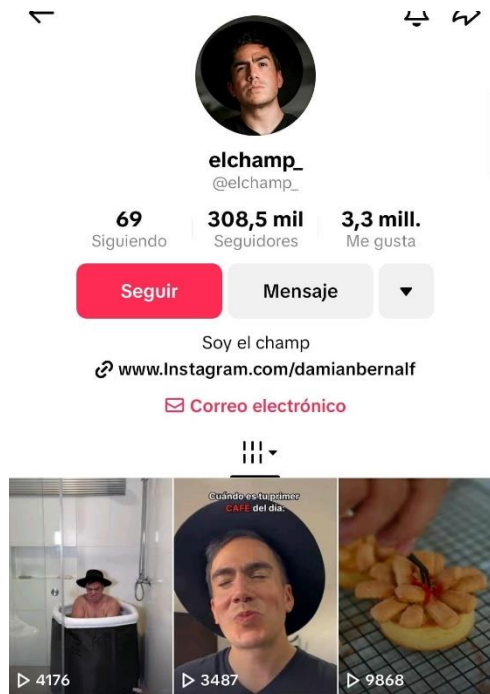 elchamp_
@elchamp_
69 308,5 mil 3,3 mill.
Siguiendo Seguidores Me gusta
Seguir Mensaje
Soy el champ
www.Instagram.com/damianbernalf
Correo electrónico
Cuándo es tu primer
CAFÉ del día:
4176 3487 9868